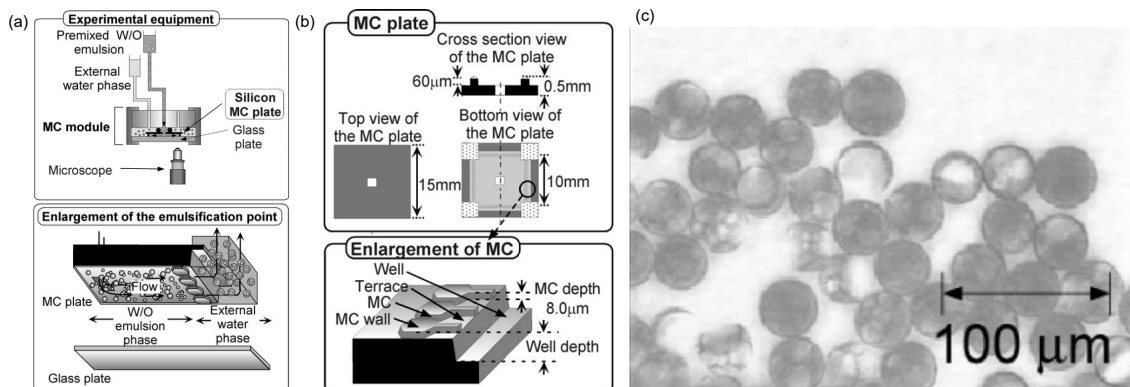 (a)
Experimental equipment
Premixed W/O
emulsion
External
water phase
Silicon
MC plate
MC module
Glass
plate
Microscope
Enlargement of the emulsification point
Flow
MC plate
W/O
emulsion
phase
External
water
phase
Glass plate
(b)
MC plate
Cross section view
of the MC plate
60μm
0.5mm
Top view of
the MC plate
Bottom view of
the MC plate
15mm
10mm
Enlargement of MC
Well
Terrace
MC
MC wall
MC depth
8.0μm
Well depth
(c)
100 μm